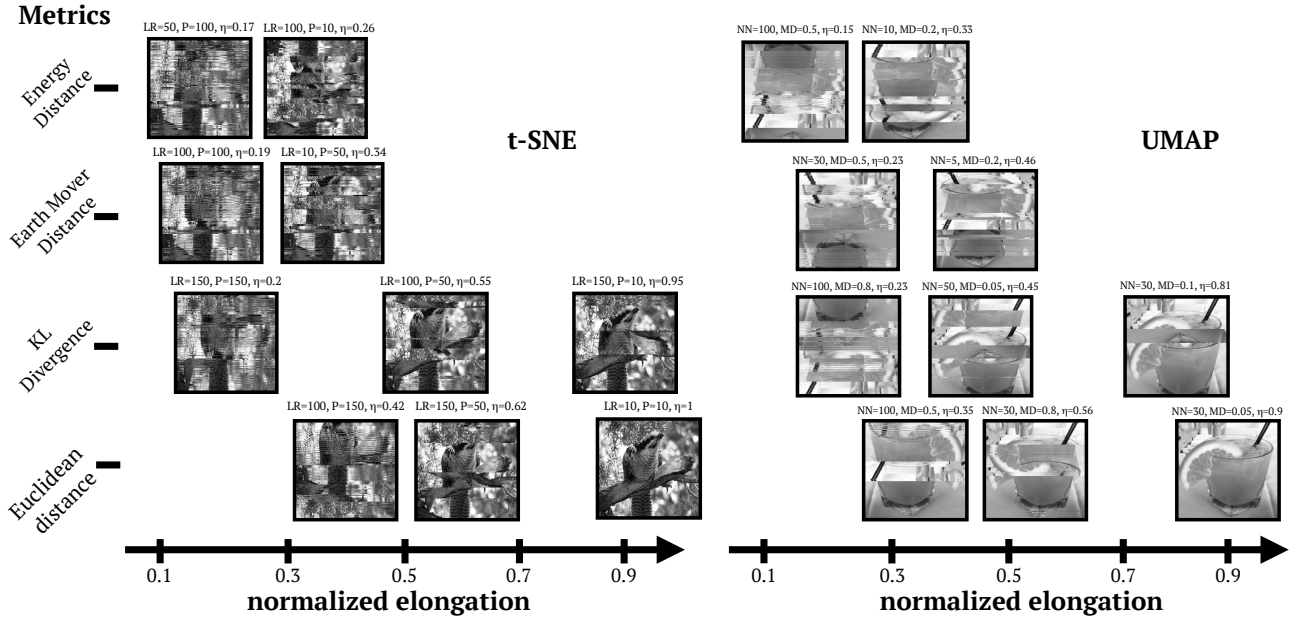 Metrics
LR=50, P=100, η=0.17
LR=100, P=10, η=0.26
NN=100, MD=0.5, η=0.15
NN=10, MD=0.2, η=0.33
Energy
Distance
t-SNE
UMAP
LR=100, P=100, η=0.19
LR=10, P=50, η=0.34
NN=30, MD=0.5, η=0.23
NN=5, MD=0.2, η=0.46
Earth Mover
Distance
LR=150, P=150, η=0.2
LR=100, P=50, η=0.55
LR=150, P=10, η=0.95
NN=100, MD=0.8, η=0.23
NN=50, MD=0.05, η=0.45
NN=30, MD=0.1, η=0.81
KL
Divergence
LR=100, P=150, η=0.42
LR=150, P=50, η=0.62
LR=10, P=10, η=1
NN=100, MD=0.5, η=0.35
NN=30, MD=0.8, η=0.56
NN=30, MD=0.05, η=0.9
Euclidean
distance
0.1 0.3 0.5 0.7 0.9
0.1 0.3 0.5 0.7 0.9
normalized elongation
normalized elongation